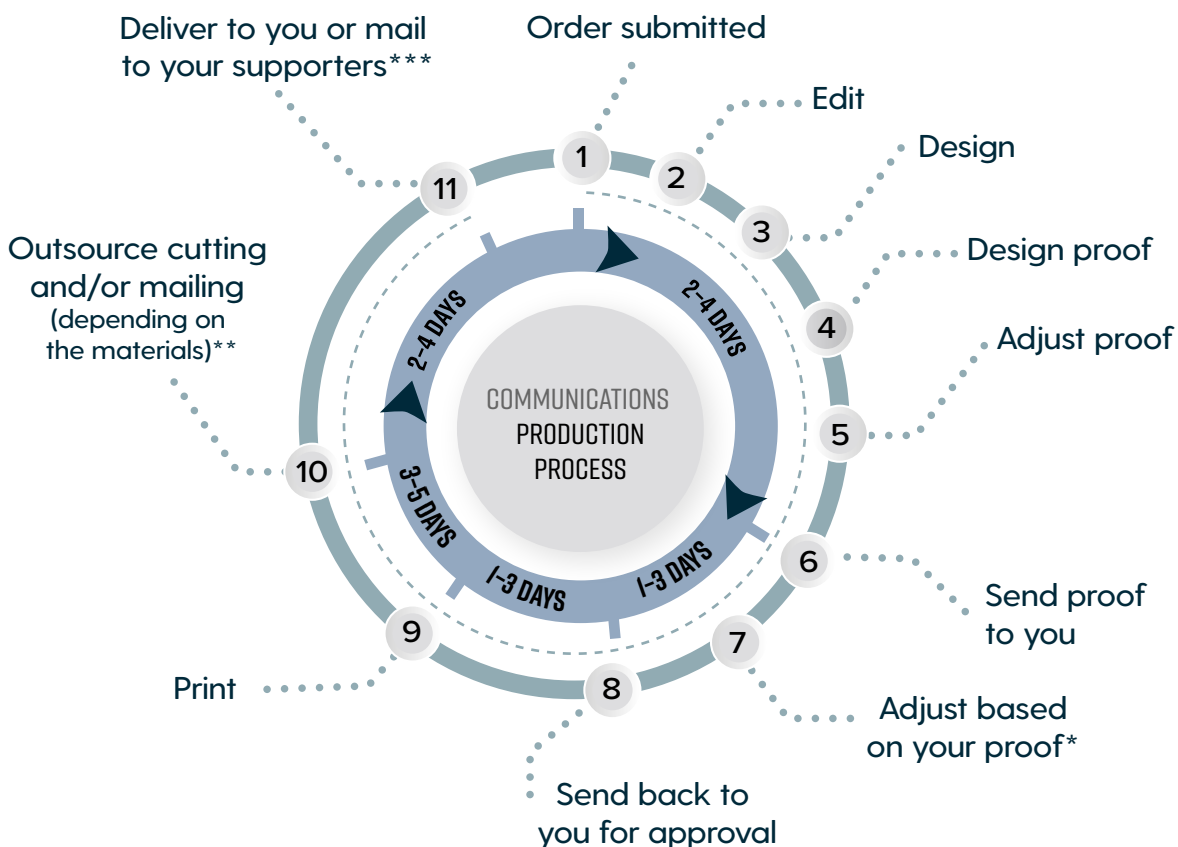 Order submitted
1
Edit
2
Design
3
Design proof
4
Adjust proof
5
Send proof
to you
6
Adjust based
on your proof*
7
Send back to
you for approval
8
Print
9
Outsource cutting
and/or mailing
(depending on
the materials)**
10
Deliver to you or mail
to your supporters***
11
2–4 DAYS
1–3 DAYS
1–3 DAYS
3–5 DAYS
2–4 DAYS
COMMUNICATIONS
PRODUCTION
PROCESS